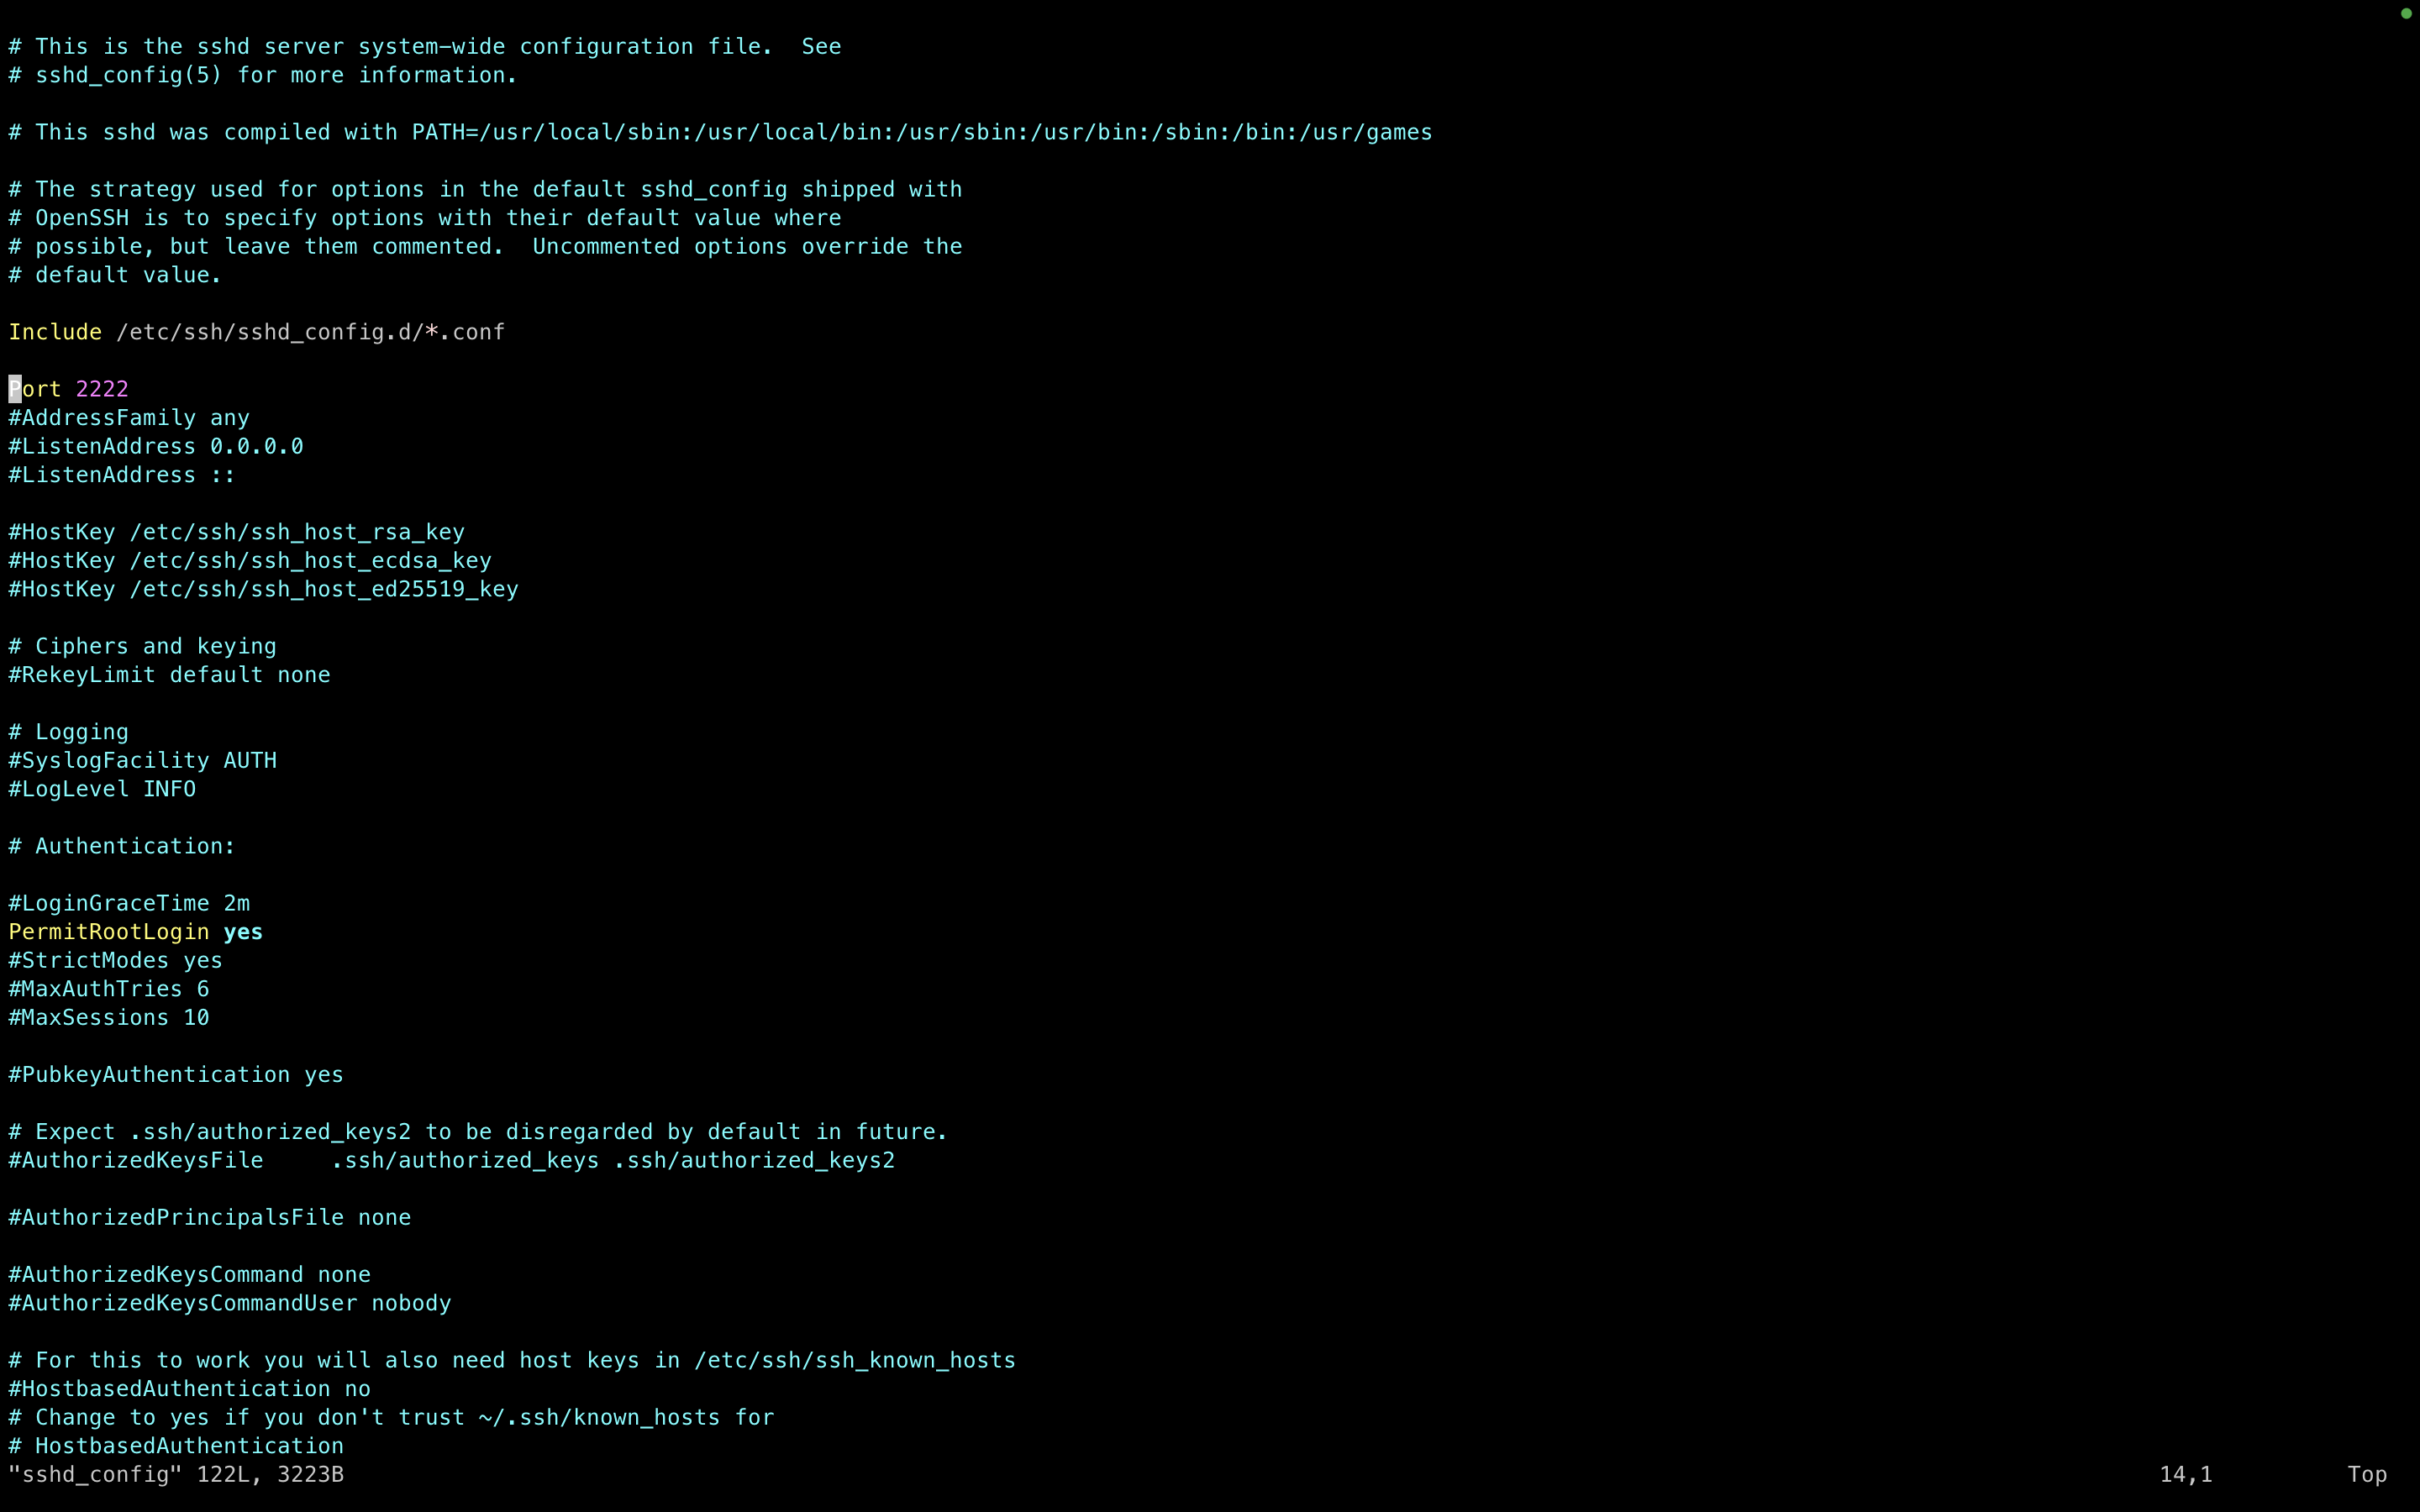 # This is the sshd server system-wide configuration file.  See
# sshd_config(5) for more information.
# This sshd was compiled with PATH=/usr/local/sbin:/usr/local/bin:/usr/sbin:/usr/bin:/sbin:/bin:/usr/games
# The strategy used for options in the default sshd_config shipped with
# OpenSSH is to specify options with their default value where
# possible, but leave them commented.  Uncommented options override the
# default value.
Include /etc/ssh/sshd_config.d/*.conf
Port 2222
#AddressFamily any
#ListenAddress 0.0.0.0
#ListenAddress ::
#HostKey /etc/ssh/ssh_host_rsa_key
#HostKey /etc/ssh/ssh_host_ecdsa_key
#HostKey /etc/ssh/ssh_host_ed25519_key
# Ciphers and keying
#RekeyLimit default none
# Logging
#SyslogFacility AUTH
#LogLevel INFO
# Authentication:
#LoginGraceTime 2m
PermitRootLogin yes
#StrictModes yes
#MaxAuthTries 6
#MaxSessions 10
#PubkeyAuthentication yes
# Expect .ssh/authorized_keys2 to be disregarded by default in future.
#AuthorizedKeysFile     .ssh/authorized_keys .ssh/authorized_keys2
#AuthorizedPrincipalsFile none
#AuthorizedKeysCommand none
#AuthorizedKeysCommandUser nobody
# For this to work you will also need host keys in /etc/ssh/ssh_known_hosts
#HostbasedAuthentication no
# Change to yes if you don't trust ~/.ssh/known_hosts for
# HostbasedAuthentication
"sshd_config" 122L, 3223B 14,1 Top